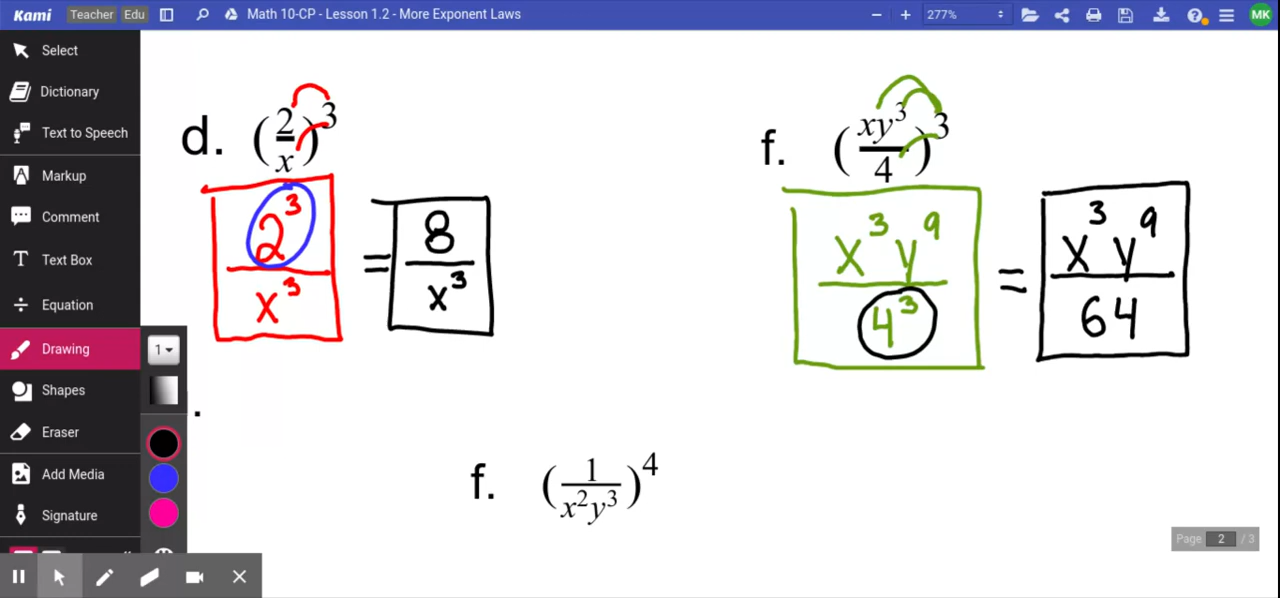 Kami Teacher Edu Math 10-CP - Lesson 1.2 - More Exponent Laws − + 277% MK
Select
Dictionary
Text to Speech
Markup
Comment
Text Box
Equation
Drawing
Shapes
Eraser
Add Media
Signature
1
d. (2/x)^3
2^3/x^3 = 8/x^3
f. (xy^3/4)^3
x^3 y^9/4^3 = x^3 y^9/64
.
f. (1/x^2y^3)^4
Page 2 / 3